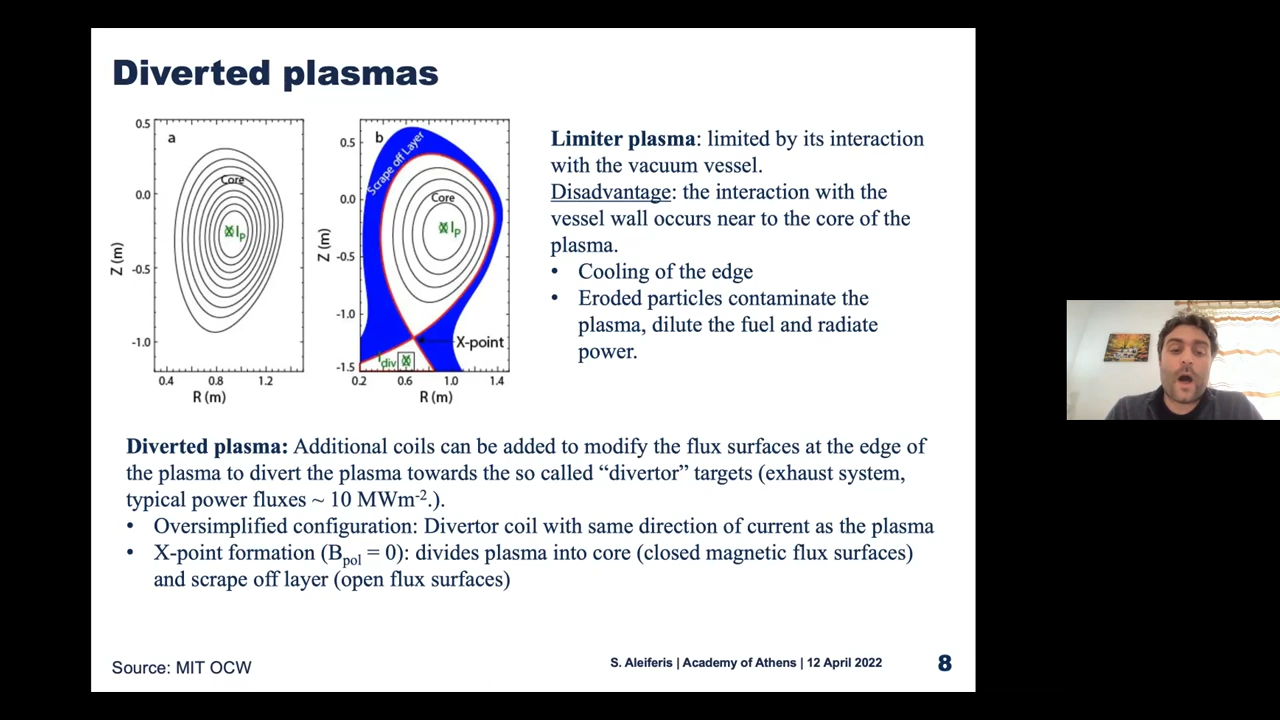 Diverted plasmas
a
0.5
0.0
-0.5
-1.0
Z (m)
Core
Ip
0.4 0.8 1.2
R (m)
b
0.5
0.0
-0.5
-1.0
-1.5
Z (m)
Scrape off Layer
Core
Ip
X-point
Idiv
0.2 0.6 1.0 1.4
R (m)
Limiter plasma: limited by its interaction
with the vacuum vessel.
Disadvantage: the interaction with the
vessel wall occurs near to the core of the
plasma.
• Cooling of the edge
• Eroded particles contaminate the
plasma, dilute the fuel and radiate
power.
Diverted plasma: Additional coils can be added to modify the flux surfaces at the edge of
the plasma to divert the plasma towards the so called “divertor” targets (exhaust system,
typical power fluxes ~ 10 MWm-2.).
• Oversimplified configuration: Divertor coil with same direction of current as the plasma
• X-point formation (Bpol = 0): divides plasma into core (closed magnetic flux surfaces)
and scrape off layer (open flux surfaces)
Source: MIT OCW
S. Aleiferis | Academy of Athens | 12 April 2022
8